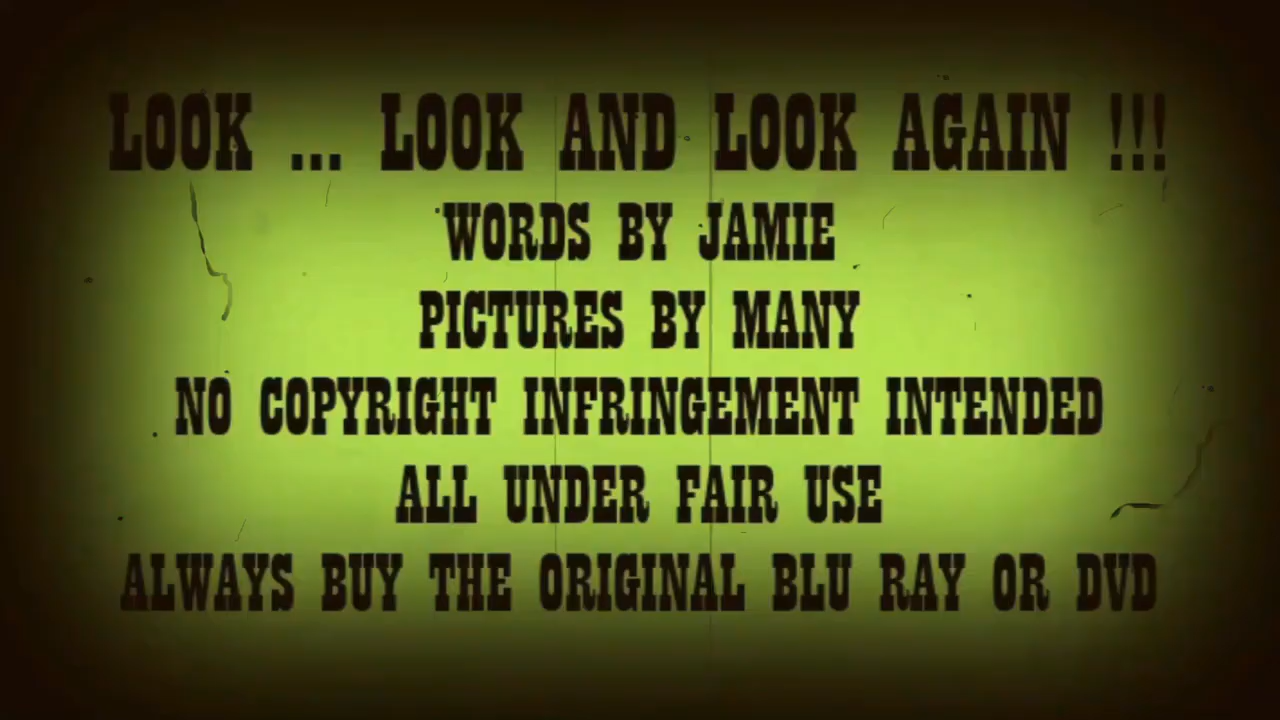 LOOK ... LOOK AND LOOK AGAIN !!!
WORDS BY JAMIE
PICTURES BY MANY
NO COPYRIGHT INFRINGEMENT INTENDED
ALL UNDER FAIR USE
ALWAYS BUY THE ORIGINAL BLU RAY OR DVD